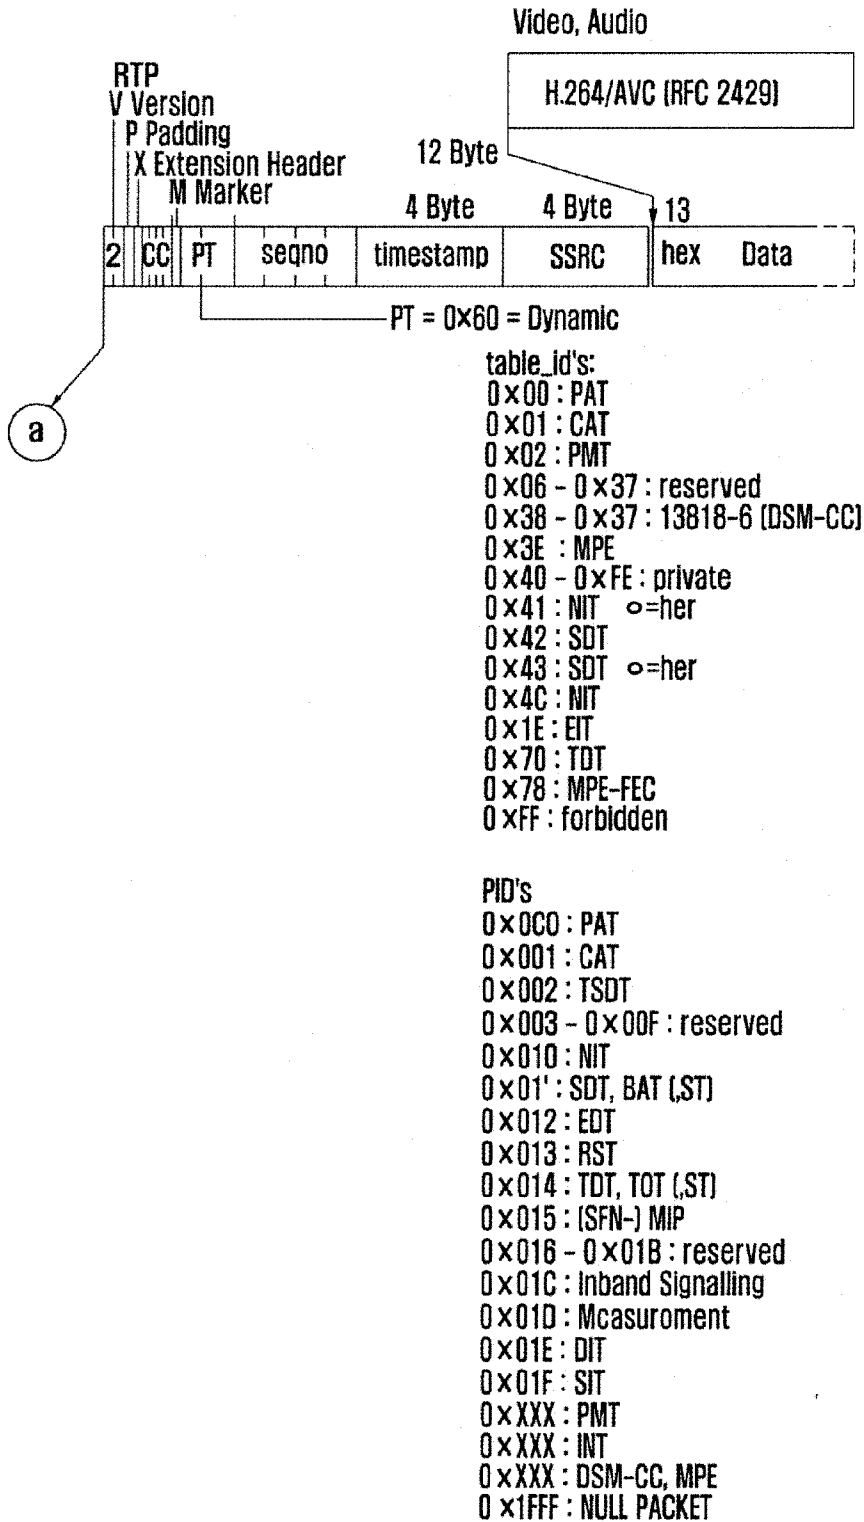 Video, Audio
H.264/AVC (RFC 2429)
RTP
V Version
P Padding
X Extension Header
M Marker
12 Byte
4 Byte
4 Byte
13
2
CC
PT
seqno
timestamp
SSRC
hex
Data
PT = 0×60 = Dynamic
a
table_id's:
0×00 : PAT
0×01 : CAT
0×02 : PMT
0×06 - 0×37 : reserved
0×38 - 0×37 : 13818-6 (DSM-CC)
0×3E : MPE
0×40 - 0×FE : private
0×41 : NIT o=her
0×42 : SDT
0×43 : SDT o=her
0×4C : NIT
0×1E : EIT
0×70 : TDT
0×78 : MPE-FEC
0×FF : forbidden
PID's
0×0C0 : PAT
0×001 : CAT
0×002 : TSDT
0×003 - 0×00F : reserved
0×010 : NIT
0×01' : SDT, BAT (,ST)
0×012 : EDT
0×013 : RST
0×014 : TDT, TOT (,ST)
0×015 : (SFN-) MIP
0×016 - 0×01B : reserved
0×01C : Inband Signalling
0×01D : Mcasuroment
0×01E : DIT
0×01F : SIT
0×XXX : PMT
0×XXX : INT
0×XXX : DSM-CC, MPE
0×1FFF : NULL PACKET